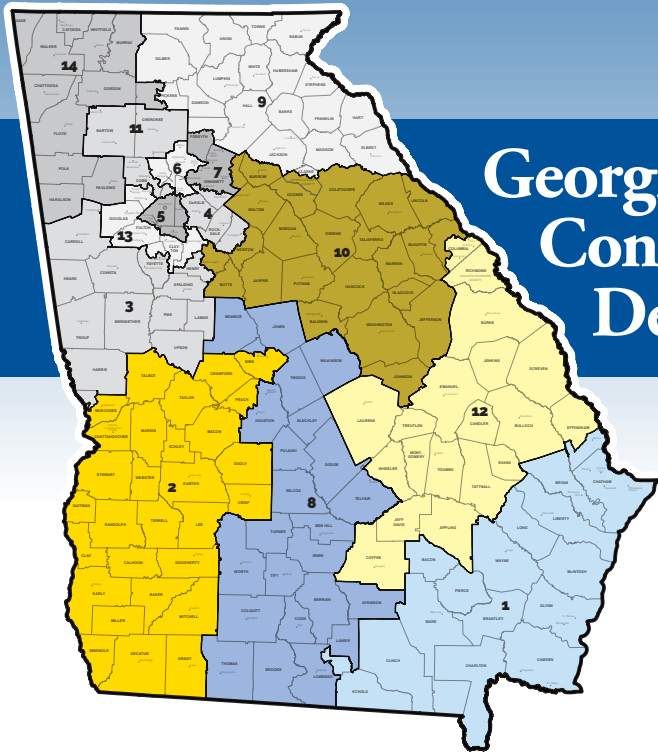 Georg
Con
De
DADE
CATOOSA
WHITFIELD
MURRAY
WALKER
14
CHATTOOGA
GORDON
FANNIN
UNION
TOWNS
RABUN
GILMER
WHITE
HABERSHAM
LUMPKIN
STEPHENS
DAWSON
HALL
9
BANKS
FRANKLIN
HART
JACKSON
MADISON
ELBERT
FLOYD
BARTOW
CHEROKEE
11
FORSYTH
POLK
PAULDING
COBB
6
7
GWINNETT
HARALSON
DOUGLAS
FULTON
5
DeKALB
4
ROCK-
DALE
13
CLAY-
TON
CARROLL
FAYETTE
HENRY
HEARD
COWETA
SPALDING
3
MERIWETHER
PIKE
LAMAR
TROUP
UPSON
HARRIS
BARROW
CLARKE
OCONEE
OGLETHORPE
WILKES
LINCOLN
WALTON
MORGAN
GREENE
TALIAFERRO
McDUFFIE
NEWTON
10
WARREN
BUTTS
JASPER
PUTNAM
HANCOCK
GLASCOCK
BALDWIN
WASHINGTON
JEFFERSON
JOHNSON
COLUMBIA
RICHMOND
BURKE
JENKINS
SCREVEN
EMANUEL
12
CANDLER
BULLOCH
EFFINGHAM
LAURENS
TREUTLEN
MONT-
GOMERY
TOOMBS
EVANS
WHEELER
TATTNALL
JEFF
DAVIS
APPLING
COFFEE
MONROE
JONES
WILKINSON
TWIGGS
HOUSTON
BLECKLEY
PULASKI
DODGE
WILCOX
8
TELFAIR
TURNER
BEN HILL
IRWIN
WORTH
TIFT
BERRIEN
ATKINSON
COLQUITT
COOK
LANIER
THOMAS
BROOKS
LOWNDES
BIBB
CRAWFORD
TALBOT
PEACH
TAYLOR
MUSCOGEE
CHATTAHOOCHEE
MARION
MACON
SCHLEY
DOOLY
STEWART
WEBSTER
2
SUMTER
CRISP
QUITMAN
RANDOLPH
TERRELL
LEE
CLAY
CALHOUN
DOUGHERTY
EARLY
BAKER
MILLER
MITCHELL
SEMINOLE
DECATUR
GRADY
BRYAN
CHATHAM
LONG
LIBERTY
BACON
WAYNE
McINTOSH
PIERCE
1
GLYNN
WARE
BRANTLEY
CLINCH
CHARLTON
CAMDEN
ECHOLS